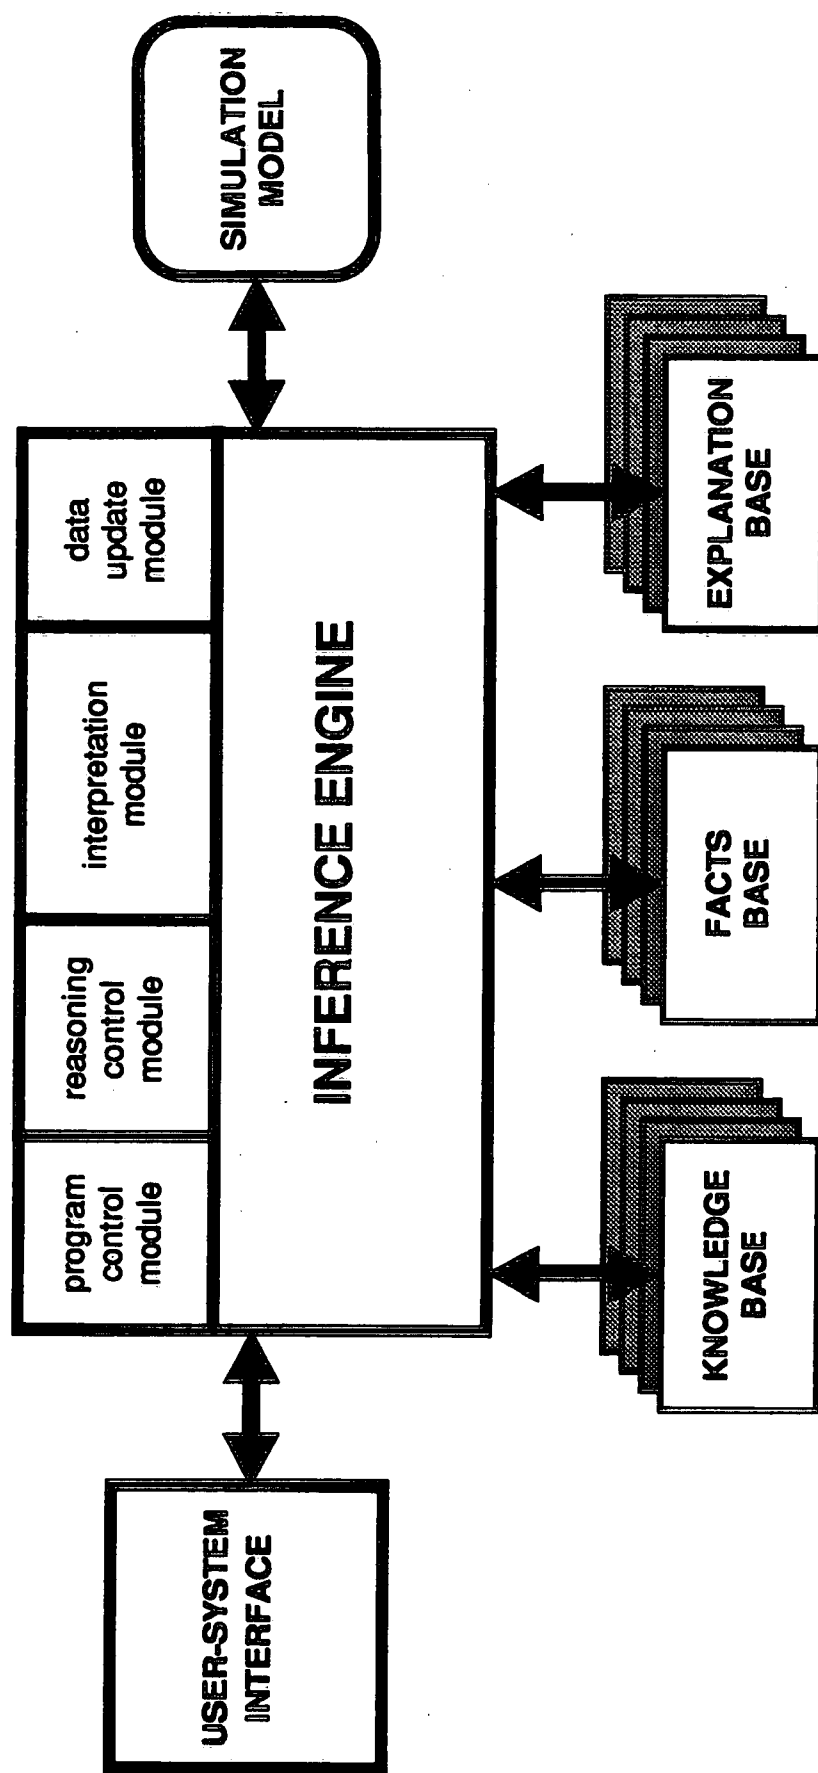 USER-SYSTEM
INTERFACE
program
control
module
reasoning
control
module
interpretation
module
data
update
module
INFERENCE ENGINE
SIMULATION
MODEL
KNOWLEDGE
BASE
FACTS
BASE
EXPLANATION
BASE